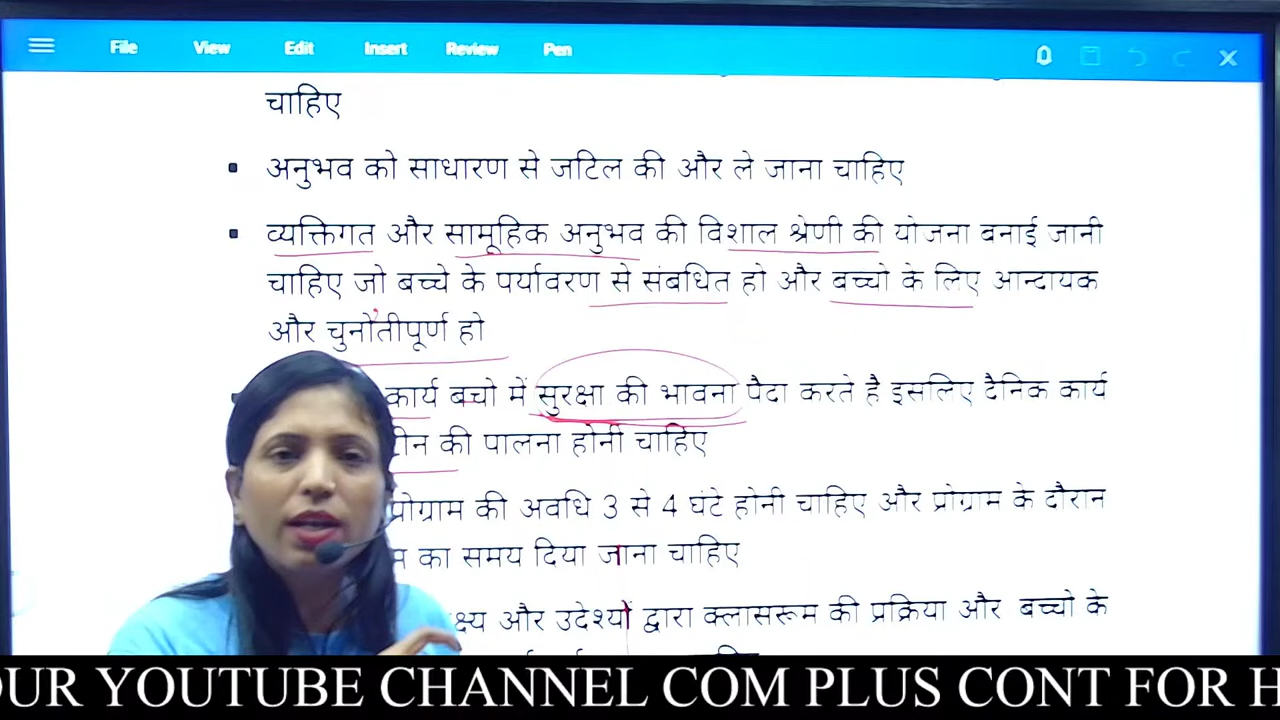 File View Edit Insert Review Pen
चाहिए
अनुभव को साधारण से जटिल की और ले जाना चाहिए
व्यक्तिगत और सामूहिक अनुभव की विशाल श्रेणी की योजना बनाई जानी
चाहिए जो बच्चे के पर्यावरण से संबधित हो और बच्चो के लिए आन्दायक
और चुनौतीपूर्ण हो
कार्य बचो में सुरक्षा की भावना पैदा करते है इसलिए दैनिक कार्य
की पालना होनी चाहिए
प्रोग्राम की अवधि 3 से 4 घंटे होनी चाहिए और प्रोग्राम के दौरान
का समय दिया जाना चाहिए
और उदेश्यों द्वारा क्लासरूम की प्रक्रिया और बच्चो के
OUR YOUTUBE CHANNEL COM PLUS CONT FOR H